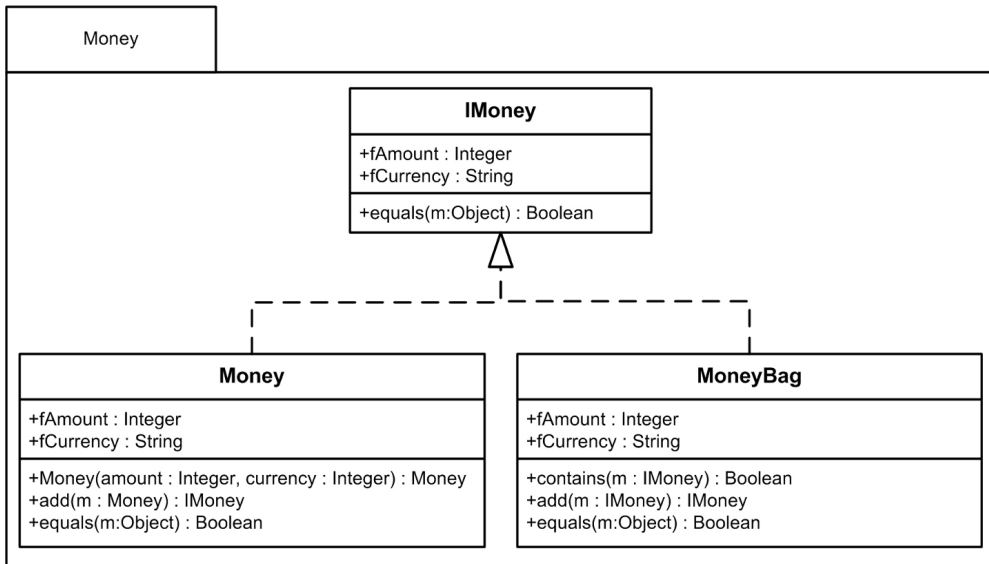 Money
IMoney
+fAmount : Integer
+fCurrency : String
+equals(m:Object) : Boolean
Money
+fAmount : Integer
+fCurrency : String
+Money(amount : Integer, currency : Integer) : Money
+add(m : Money) : IMoney
+equals(m:Object) : Boolean
MoneyBag
+fAmount : Integer
+fCurrency : String
+contains(m : IMoney) : Boolean
+add(m : IMoney) : IMoney
+equals(m:Object) : Boolean